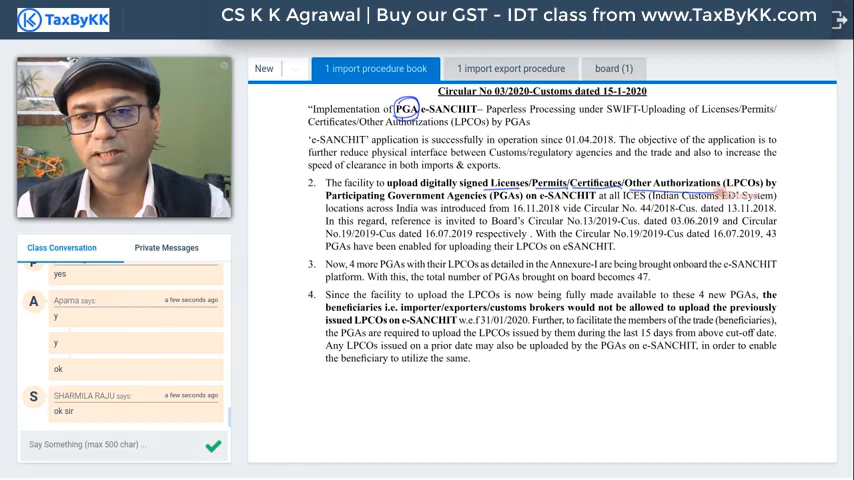 TaxByKK
CS K K Agrawal | Buy our GST - IDT class from www.TaxByKK.com
New
1 import procedure book
1 import export procedure
board (1)
Circular No 03/2020-Customs dated 15-1-2020
“Implementation of PGA e-SANCHIT– Paperless Processing under SWIFT-Uploading of Licenses/Permits/
Certificates/Other Authorizations (LPCOs) by PGAs
‘e-SANCHIT’ application is successfully in operation since 01.04.2018. The objective of the application is to
further reduce physical interface between Customs/regulatory agencies and the trade and also to increase the
speed of clearance in both imports & exports.
2. The facility to upload digitally signed Licenses/Permits/Certificates/Other Authorizations (LPCOs) by
Participating Government Agencies (PGAs) on e-SANCHIT at all ICES (Indian Customs EDI System)
locations across India was introduced from 16.11.2018 vide Circular No. 44/2018-Cus. dated 13.11.2018.
In this regard, reference is invited to Board’s Circular No.13/2019-Cus. dated 03.06.2019 and Circular
No.19/2019-Cus dated 16.07.2019 respectively . With the Circular No.19/2019-Cus dated 16.07.2019, 43
PGAs have been enabled for uploading their LPCOs on eSANCHIT.
3. Now, 4 more PGAs with their LPCOs as detailed in the Annexure-I are being brought onboard the e-SANCHIT
platform. With this, the total number of PGAs brought on board becomes 47.
4. Since the facility to upload the LPCOs is now being fully made available to these 4 new PGAs, the
beneficiaries i.e. importer/exporters/customs brokers would not be allowed to upload the previously
issued LPCOs on e-SANCHIT w.e.f 31/01/2020. Further, to facilitate the members of the trade (beneficiaries),
the PGAs are required to upload the LPCOs issued by them during the last 15 days from above cut-off date.
Any LPCOs issued on a prior date may also be uploaded by the PGAs on e-SANCHIT, in order to enable
the beneficiary to utilize the same.
Class Conversation
Private Messages
yes
A
Aparna says:
a few seconds ago
y
y
ok
S
SHARMILA RAJU says:
a few seconds ago
ok sir
Say Something (max 500 char) ...